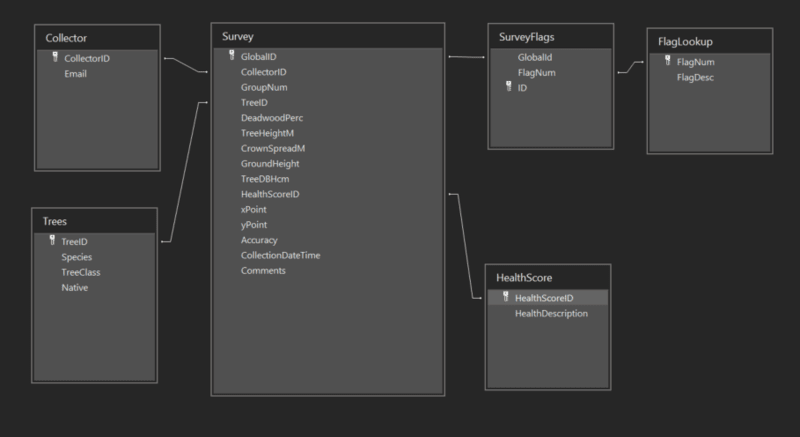 Collector
CollectorID
Email
Survey
GlobalID
CollectorID
GroupNum
TreeID
DeadwoodPerc
TreeHeightM
CrownSpreadM
GroundHeight
TreeDBHcm
HealthScoreID
xPoint
yPoint
Accuracy
CollectionDateTime
Comments
SurveyFlags
GlobalId
FlagNum
ID
FlagLookup
FlagNum
FlagDesc
Trees
TreeID
Species
TreeClass
Native
HealthScore
HealthScoreID
HealthDescription